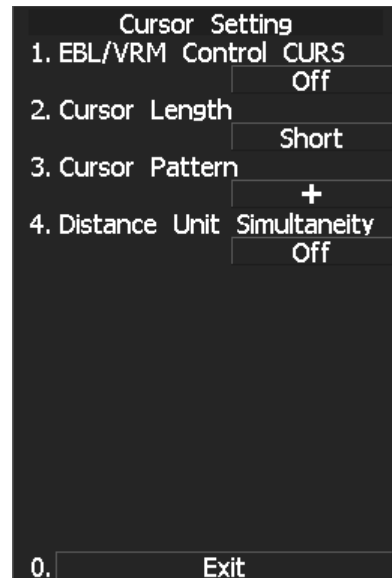 Cursor Setting
1. EBL/VRM Control CURS
Off
2. Cursor Length
Short
3. Cursor Pattern
+
4. Distance Unit Simultaneity
Off
0. Exit